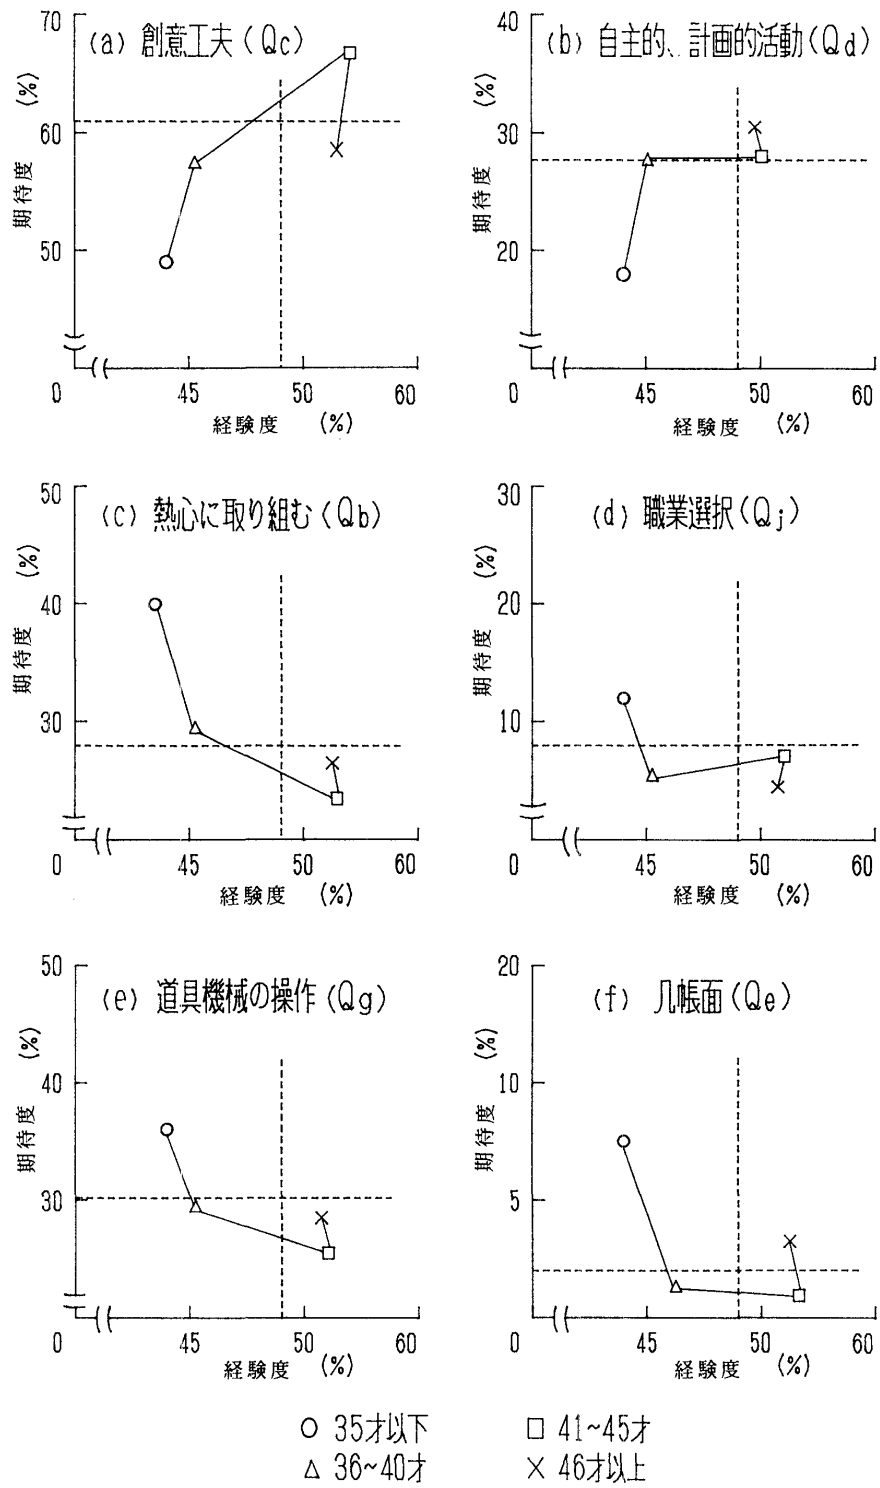 (a) 創意工夫(Qc)
70
60
50
0
45
50
60
期待度 (%)
経験度 (%)
(b) 自主的、計画的活動(Qd)
40
30
20
0
45
50
60
期待度 (%)
経験度 (%)
(c) 熱心に取り組む(Qb)
50
40
30
0
45
50
60
期待度 (%)
経験度 (%)
(d) 職業選択(Qj)
30
20
10
0
45
50
60
期待度 (%)
経験度 (%)
(e) 道具機械の操作(Qg)
50
40
30
0
45
50
60
期待度 (%)
経験度 (%)
(f) 几帳面(Qe)
20
10
5
0
45
50
60
期待度 (%)
経験度 (%)
○ 35才以下
□ 41~45才
△ 36~40才
× 46才以上